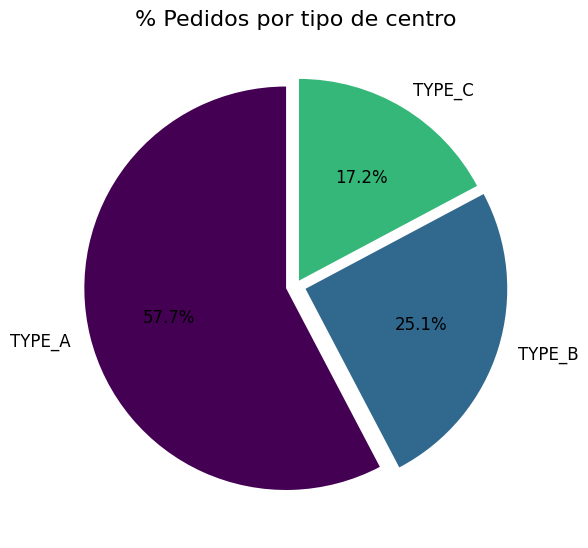 % Pedidos por tipo de centro
TYPE_C
17.2%
57.7%
25.1%
TYPE_A
TYPE_B